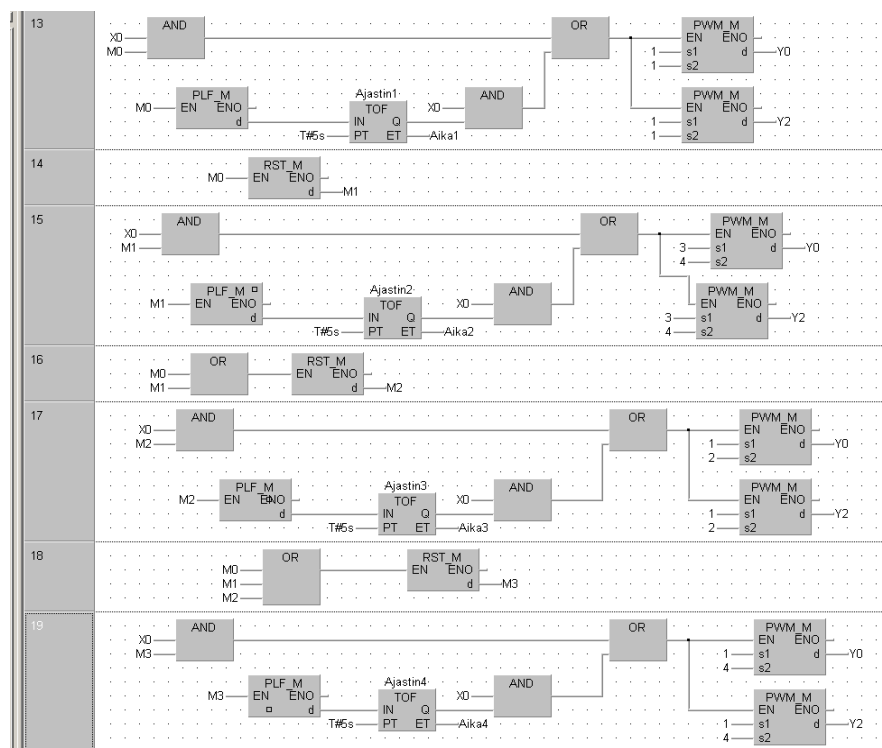 13
AND OR PWM_M
X0 EN ENO
M0 1 s1 d Y0
1 s2
PLF_M Ajastin1 AND PWM_M
M0 EN ENO TOF X0 EN ENO
d IN Q 1 s1 d Y2
T#5s PT ET Aika1 1 s2
14
RST_M
M0 EN ENO
d M1
15
AND OR PWM_M
X0 EN ENO
M1 3 s1 d Y0
4 s2
PLF_M Ajastin2 AND PWM_M
M1 EN ENO TOF X0 EN ENO
d IN Q 3 s1 d Y2
T#5s PT ET Aika2 4 s2
16
OR RST_M
M0 EN ENO
M1 d M2
17
AND OR PWM_M
X0 EN ENO
M2 1 s1 d Y0
2 s2
PLF_M Ajastin3 AND PWM_M
M2 EN ENO TOF X0 EN ENO
d IN Q 1 s1 d Y2
T#5s PT ET Aika3 2 s2
18
OR RST_M
M0 EN ENO
M1 d M3
M2
19
AND OR PWM_M
X0 EN ENO
M3 1 s1 d Y0
4 s2
PLF_M Ajastin4 AND PWM_M
M3 EN ENO TOF X0 EN ENO
d IN Q 1 s1 d Y2
T#5s PT ET Aika4 4 s2